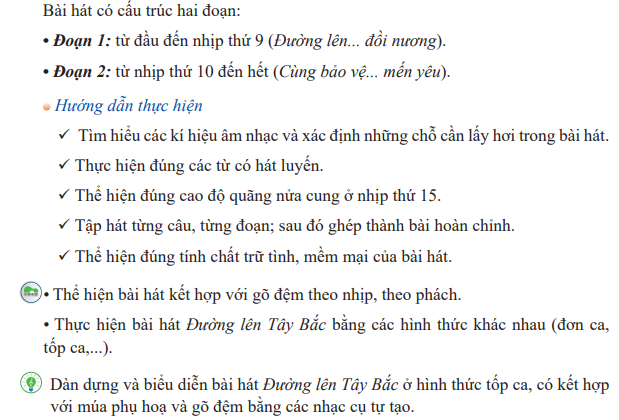 Bài hát có cấu trúc hai đoạn:
• Đoạn 1: từ đầu đến nhịp thứ 9 (Đường lên... đồi nương).
• Đoạn 2: từ nhịp thứ 10 đến hết (Cùng bảo vệ... mến yêu).
Hướng dẫn thực hiện
✓ Tìm hiểu các kí hiệu âm nhạc và xác định những chỗ cần lấy hơi trong bài hát.
✓ Thực hiện đúng các từ có hát luyến.
✓ Thể hiện đúng cao độ quãng nửa cung ở nhịp thứ 15.
✓ Tập hát từng câu, từng đoạn; sau đó ghép thành bài hoàn chỉnh.
✓ Thể hiện đúng tính chất trữ tình, mềm mại của bài hát.
• Thể hiện bài hát kết hợp với gõ đệm theo nhịp, theo phách.
• Thực hiện bài hát Đường lên Tây Bắc bằng các hình thức khác nhau (đơn ca,
tốp ca,...).
Dàn dựng và biểu diễn bài hát Đường lên Tây Bắc ở hình thức tốp ca, có kết hợp
với múa phụ hoạ và gõ đệm bằng các nhạc cụ tự tạo.